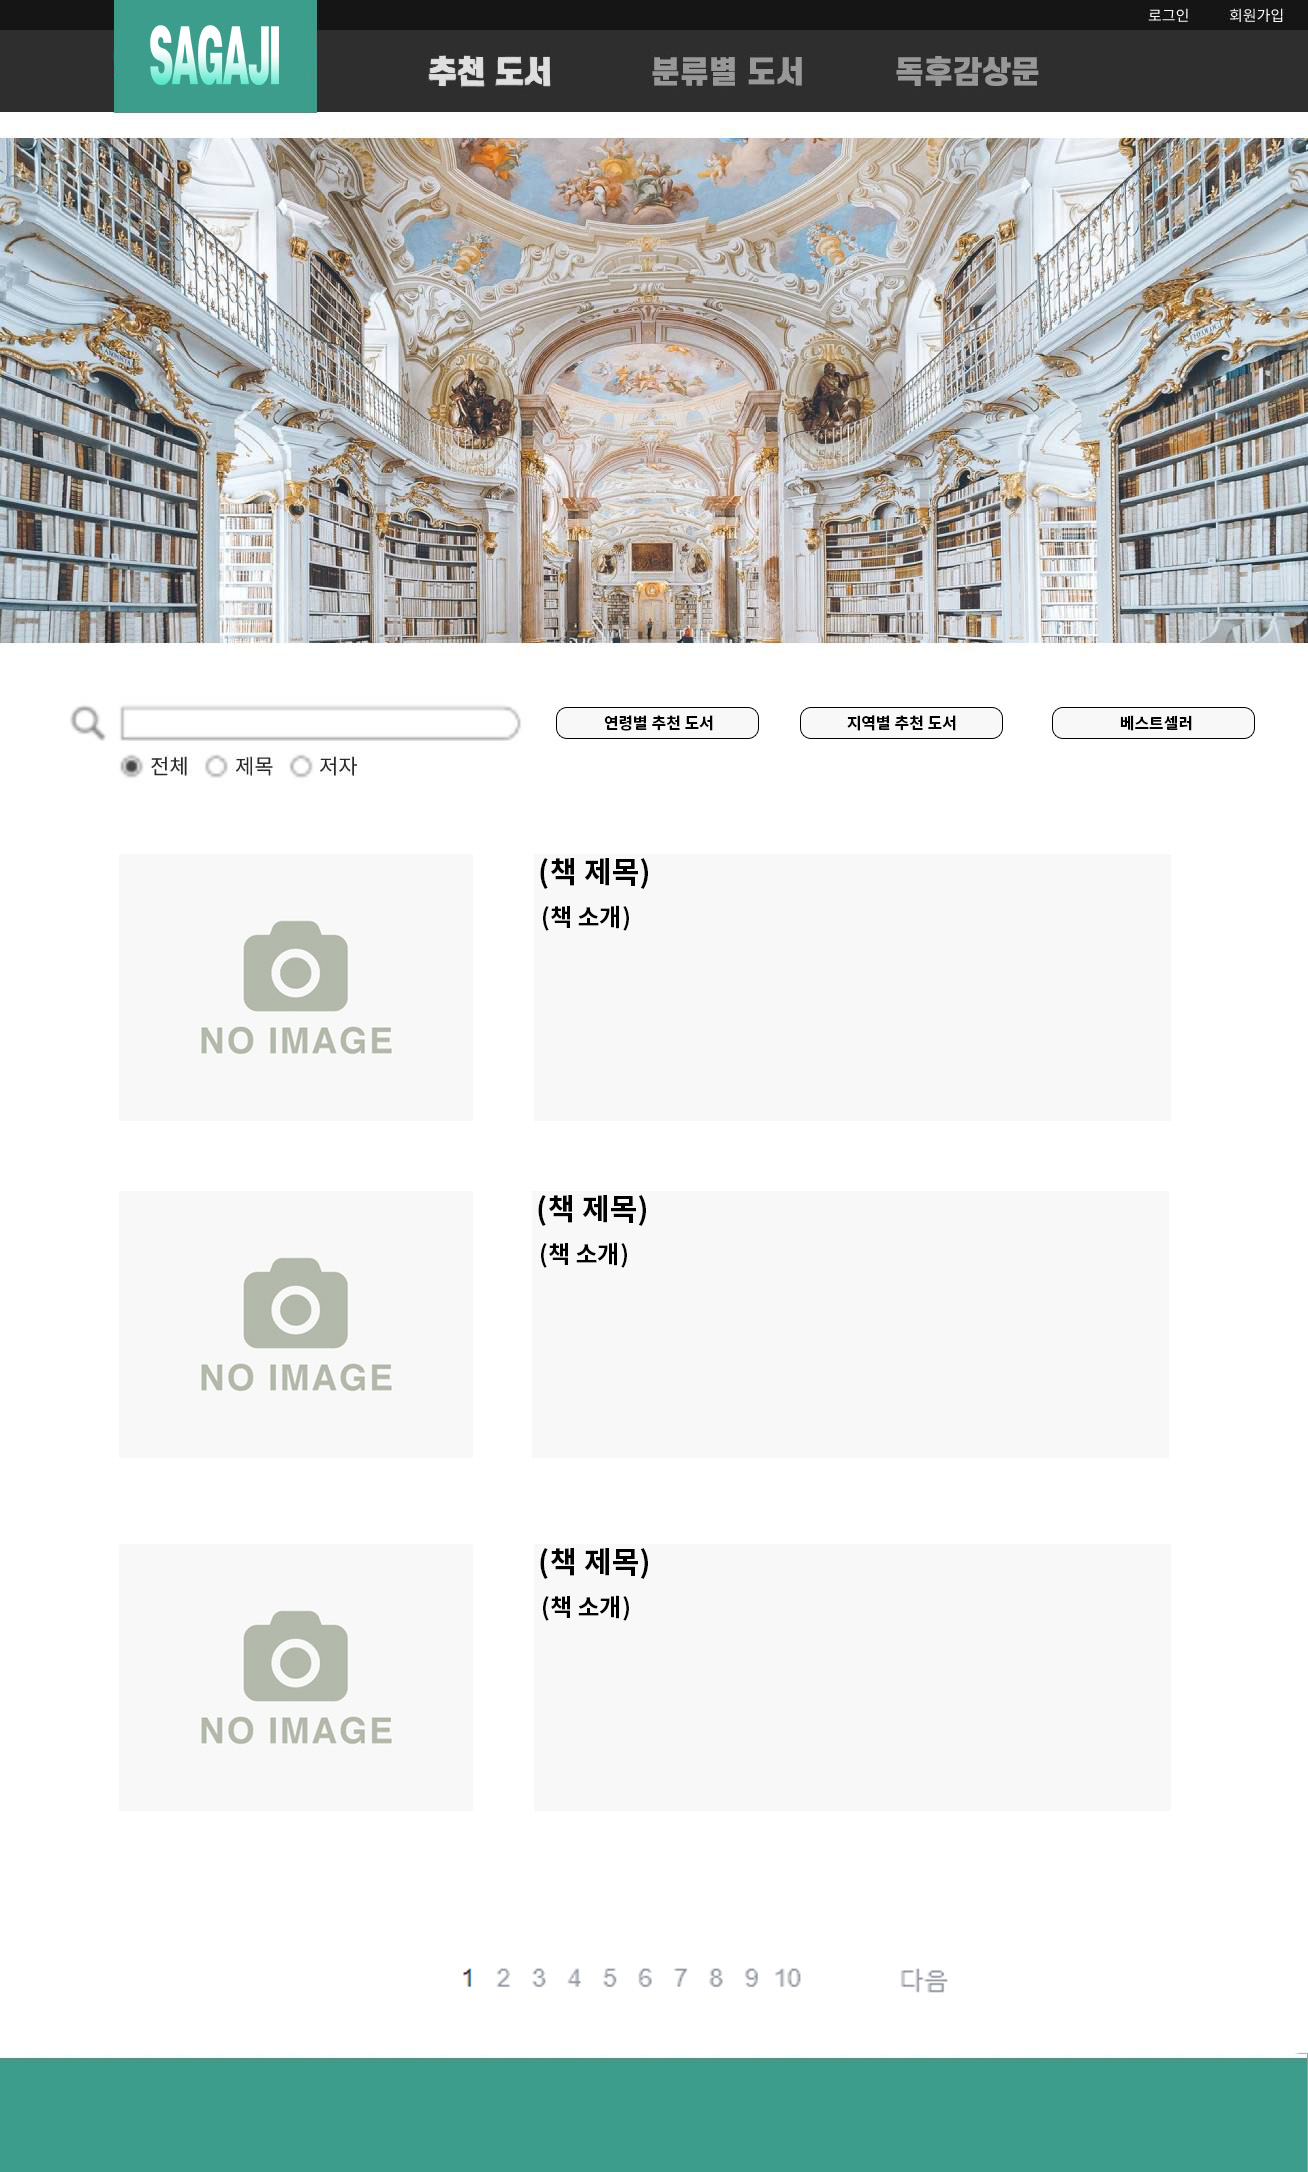 로그인 회원가입
SAGAJI
추천 도서 분류별 도서 독후감상문
연령별 추천 도서 지역별 추천 도서 베스트셀러
전체 제목 저자
(책 제목)
(책 소개)
NO IMAGE
(책 제목)
(책 소개)
NO IMAGE
(책 제목)
(책 소개)
NO IMAGE
1 2 3 4 5 6 7 8 9 10 다음